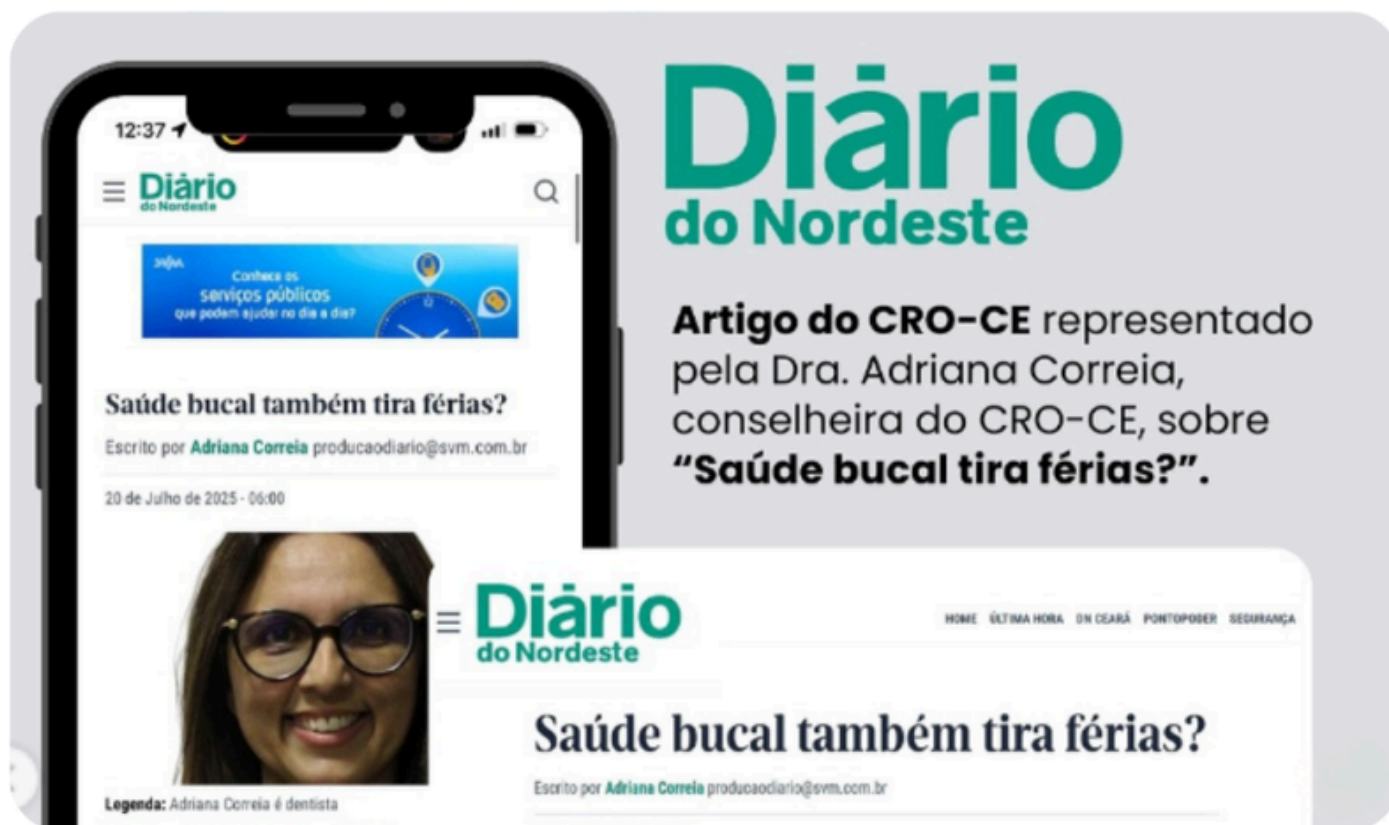 12:37
Diário
do Nordeste
Conheça os
serviços públicos
que podem ajudar no dia a dia?
Saúde bucal também tira férias?
Escrito por Adriana Correia producaodiario@svm.com.br
20 de Julho de 2025 - 06:00
Legenda: Adriana Correia é dentista
Diário
do Nordeste
Artigo do CRO-CE representado
pela Dra. Adriana Correia,
conselheira do CRO-CE, sobre
“Saúde bucal tira férias?”.
Diário
do Nordeste
HOME ÚLTIMA HORA DN CEARÁ PONTOPODER SEGURANÇA
Saúde bucal também tira férias?
Escrito por Adriana Correia producaodiario@svm.com.br